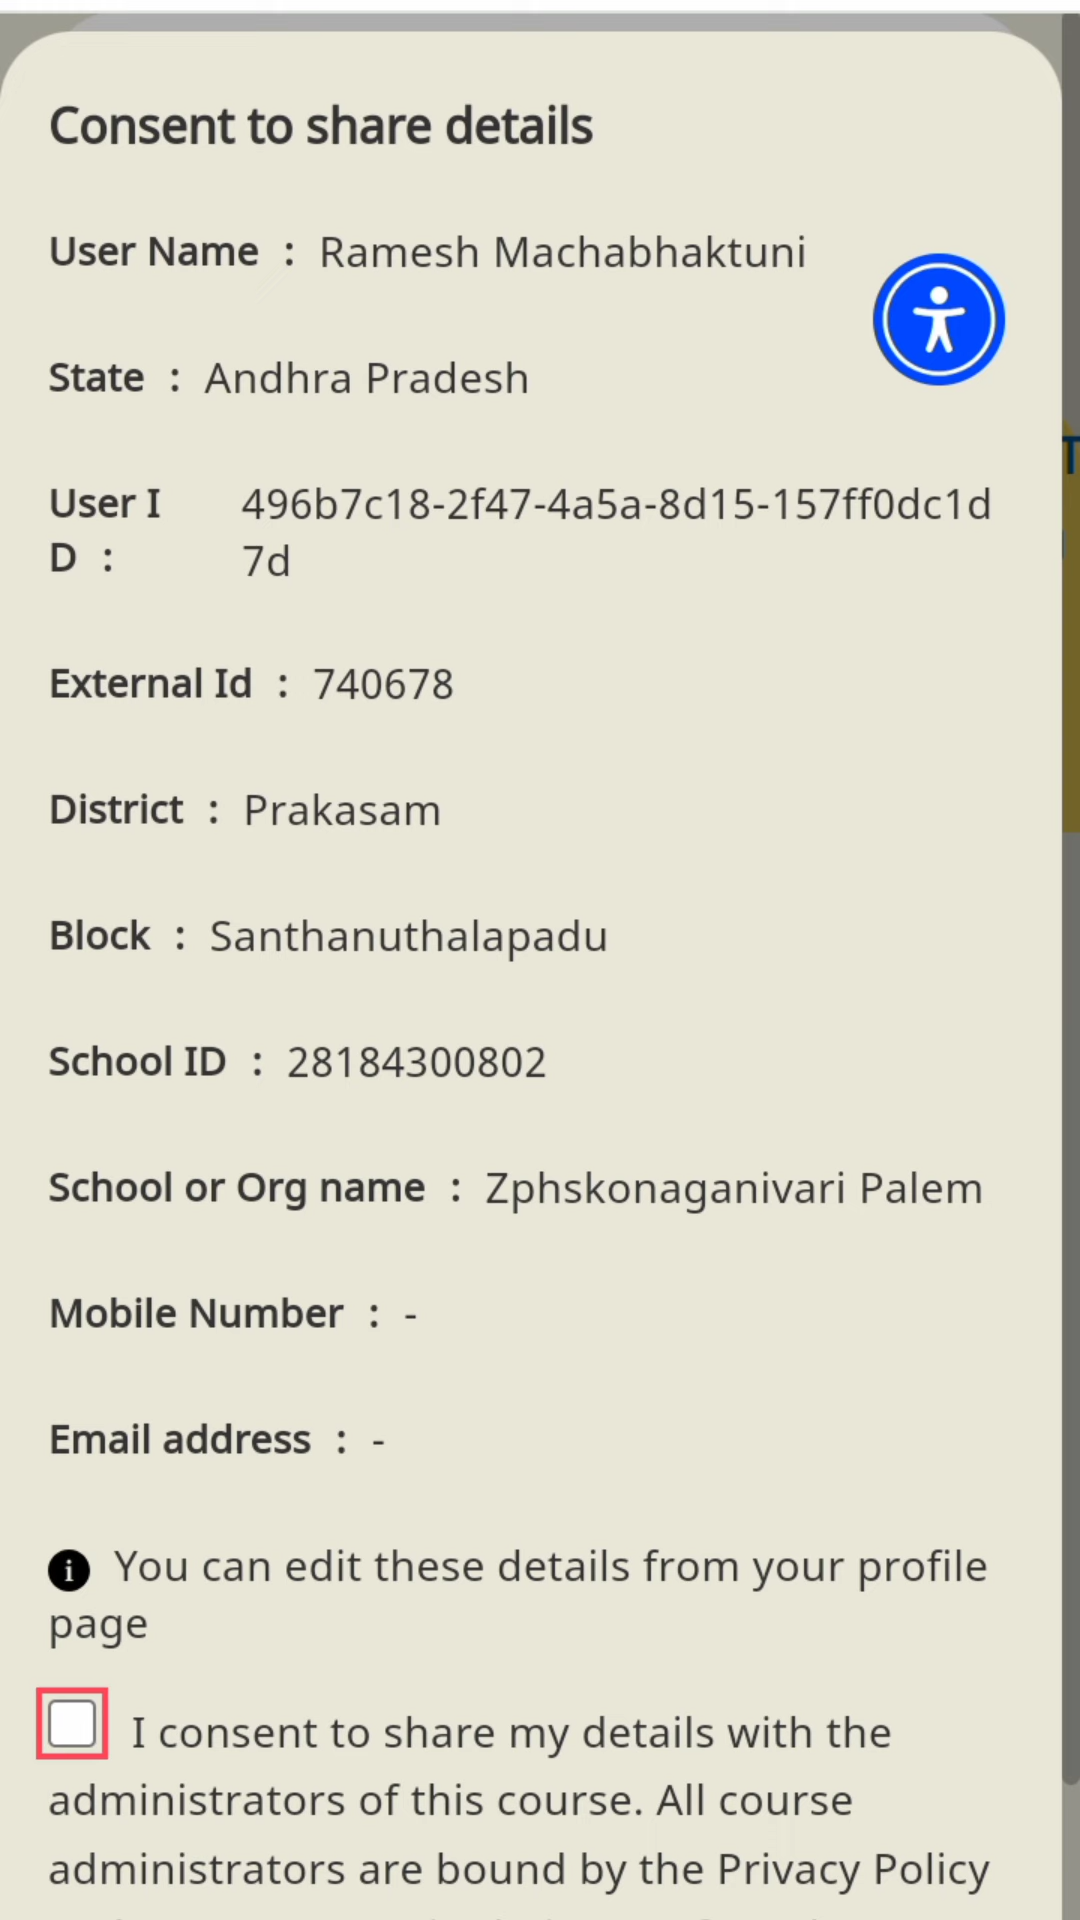 Consent to share details
User Name : Ramesh Machabhaktuni
State : Andhra Pradesh
User I 496b7c18-2f47-4a5a-8d15-157ff0dc1d
D : 7d
External Id : 740678
District : Prakasam
Block : Santhanuthalapadu
School ID : 28184300802
School or Org name : Zphskonaganivari Palem
Mobile Number : -
Email address : -
You can edit these details from your profile
page
I consent to share my details with the
administrators of this course. All course
administrators are bound by the Privacy Policy